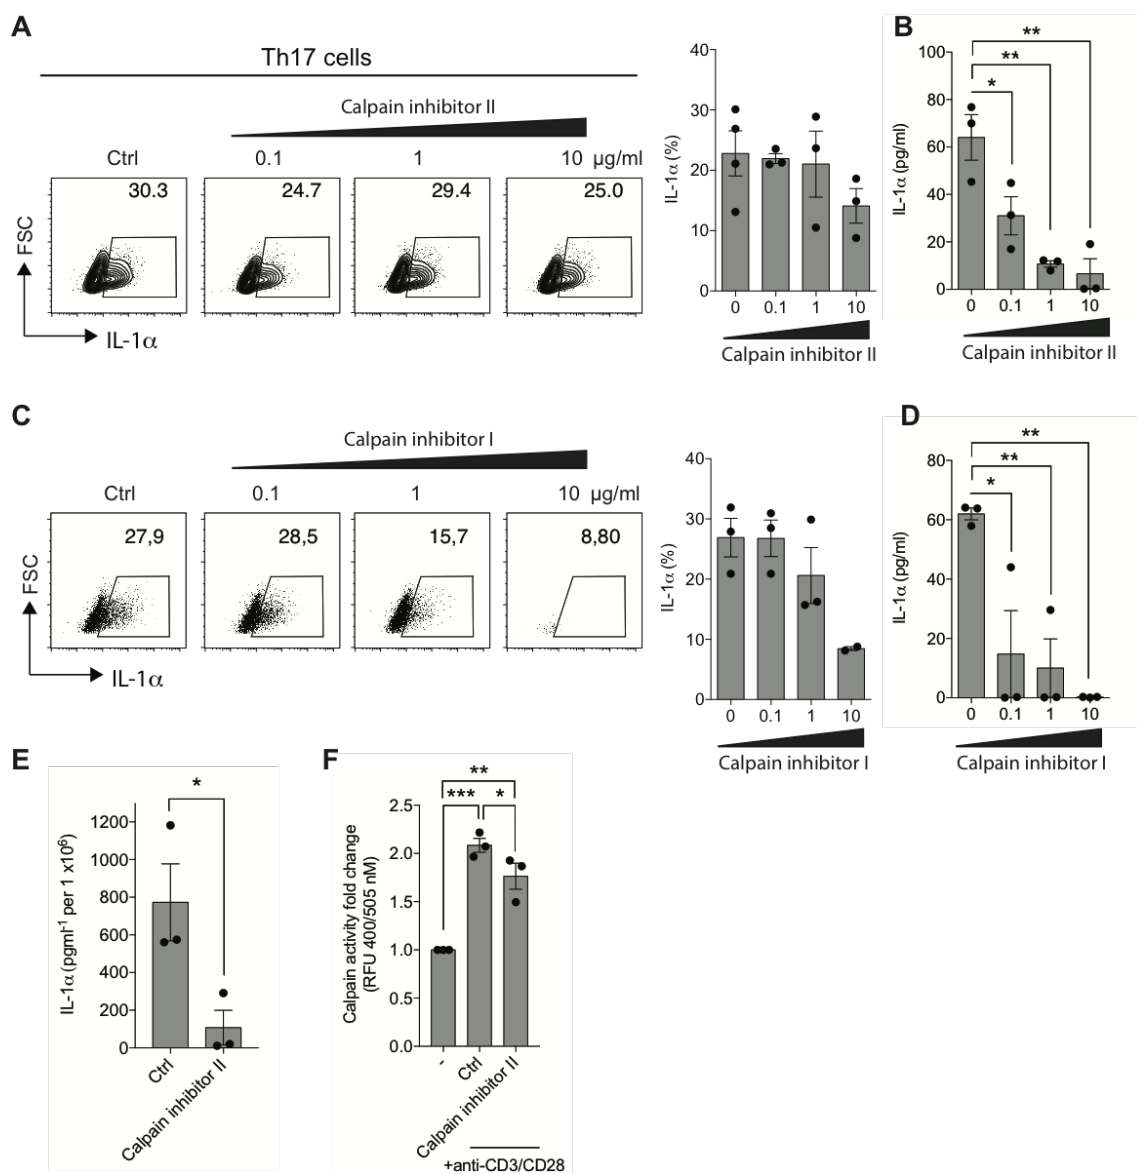 A
B
Th17 cells
Calpain inhibitor II
Ctrl 0.1 1 10 µg/ml
30.3 24.7 29.4 25.0
FSC
IL-1α
IL-1α (%)
40
30
20
10
0
0 0.1 1 10
Calpain inhibitor II
** 
**
*
IL-1α (pg/ml)
100
80
60
40
20
0
0 0.1 1 10
Calpain inhibitor II
C
D
Calpain inhibitor I
Ctrl 0.1 1 10 µg/ml
27,9 28,5 15,7 8,80
FSC
IL-1α
IL-1α (%)
40
30
20
10
0
0 0.1 1 10
Calpain inhibitor I
**
**
*
IL-1α (pg/ml)
80
60
40
20
0
0 0.1 1 10
Calpain inhibitor I
E
*
IL-1α (pgml-1 per 1 x106)
1200
1000
800
600
400
200
0
Ctrl
Calpain inhibitor II
F
**
*** *
Calpain activity fold change
(RFU 400/505 nM)
2.5
2.0
1.5
1.0
0.5
0.0
-
Ctrl
Calpain inhibitor II
+anti-CD3/CD28